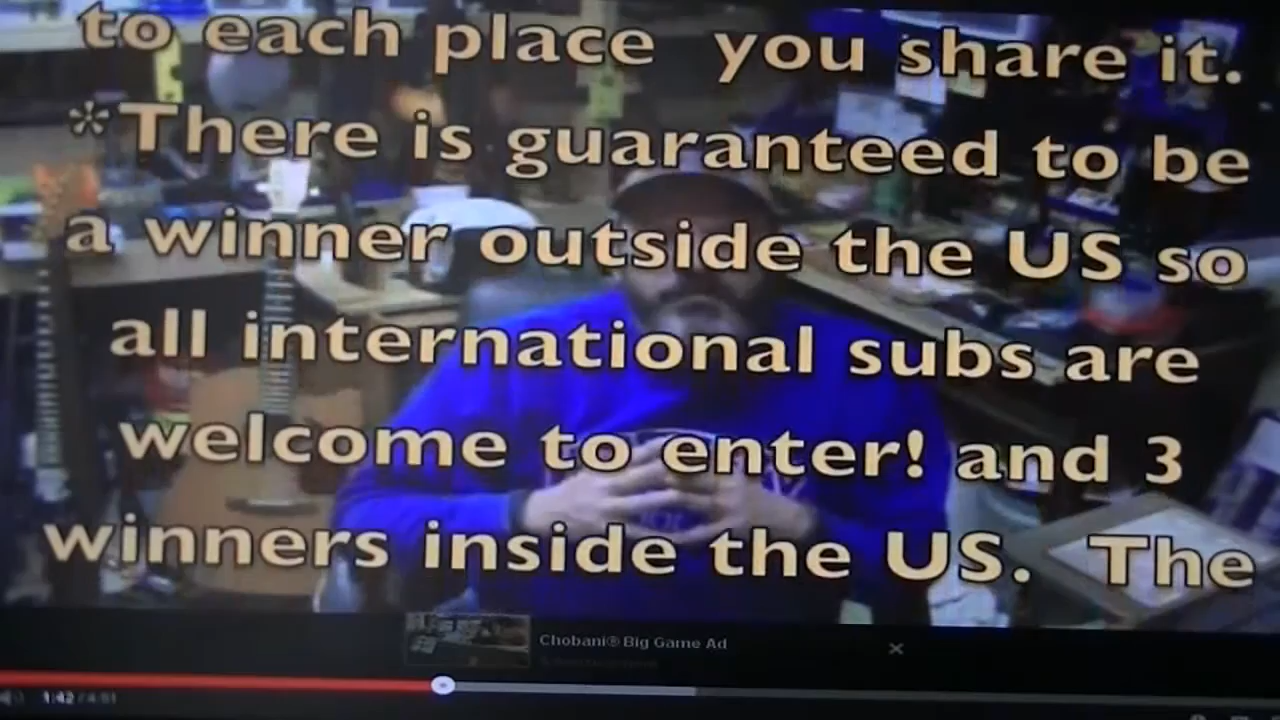 to each place you share it.
*There is guaranteed to be
a winner outside the US so
all international subs are
welcome to enter! and 3
winners inside the US. The
Chobani® Big Game Ad
1:42 / 4:51